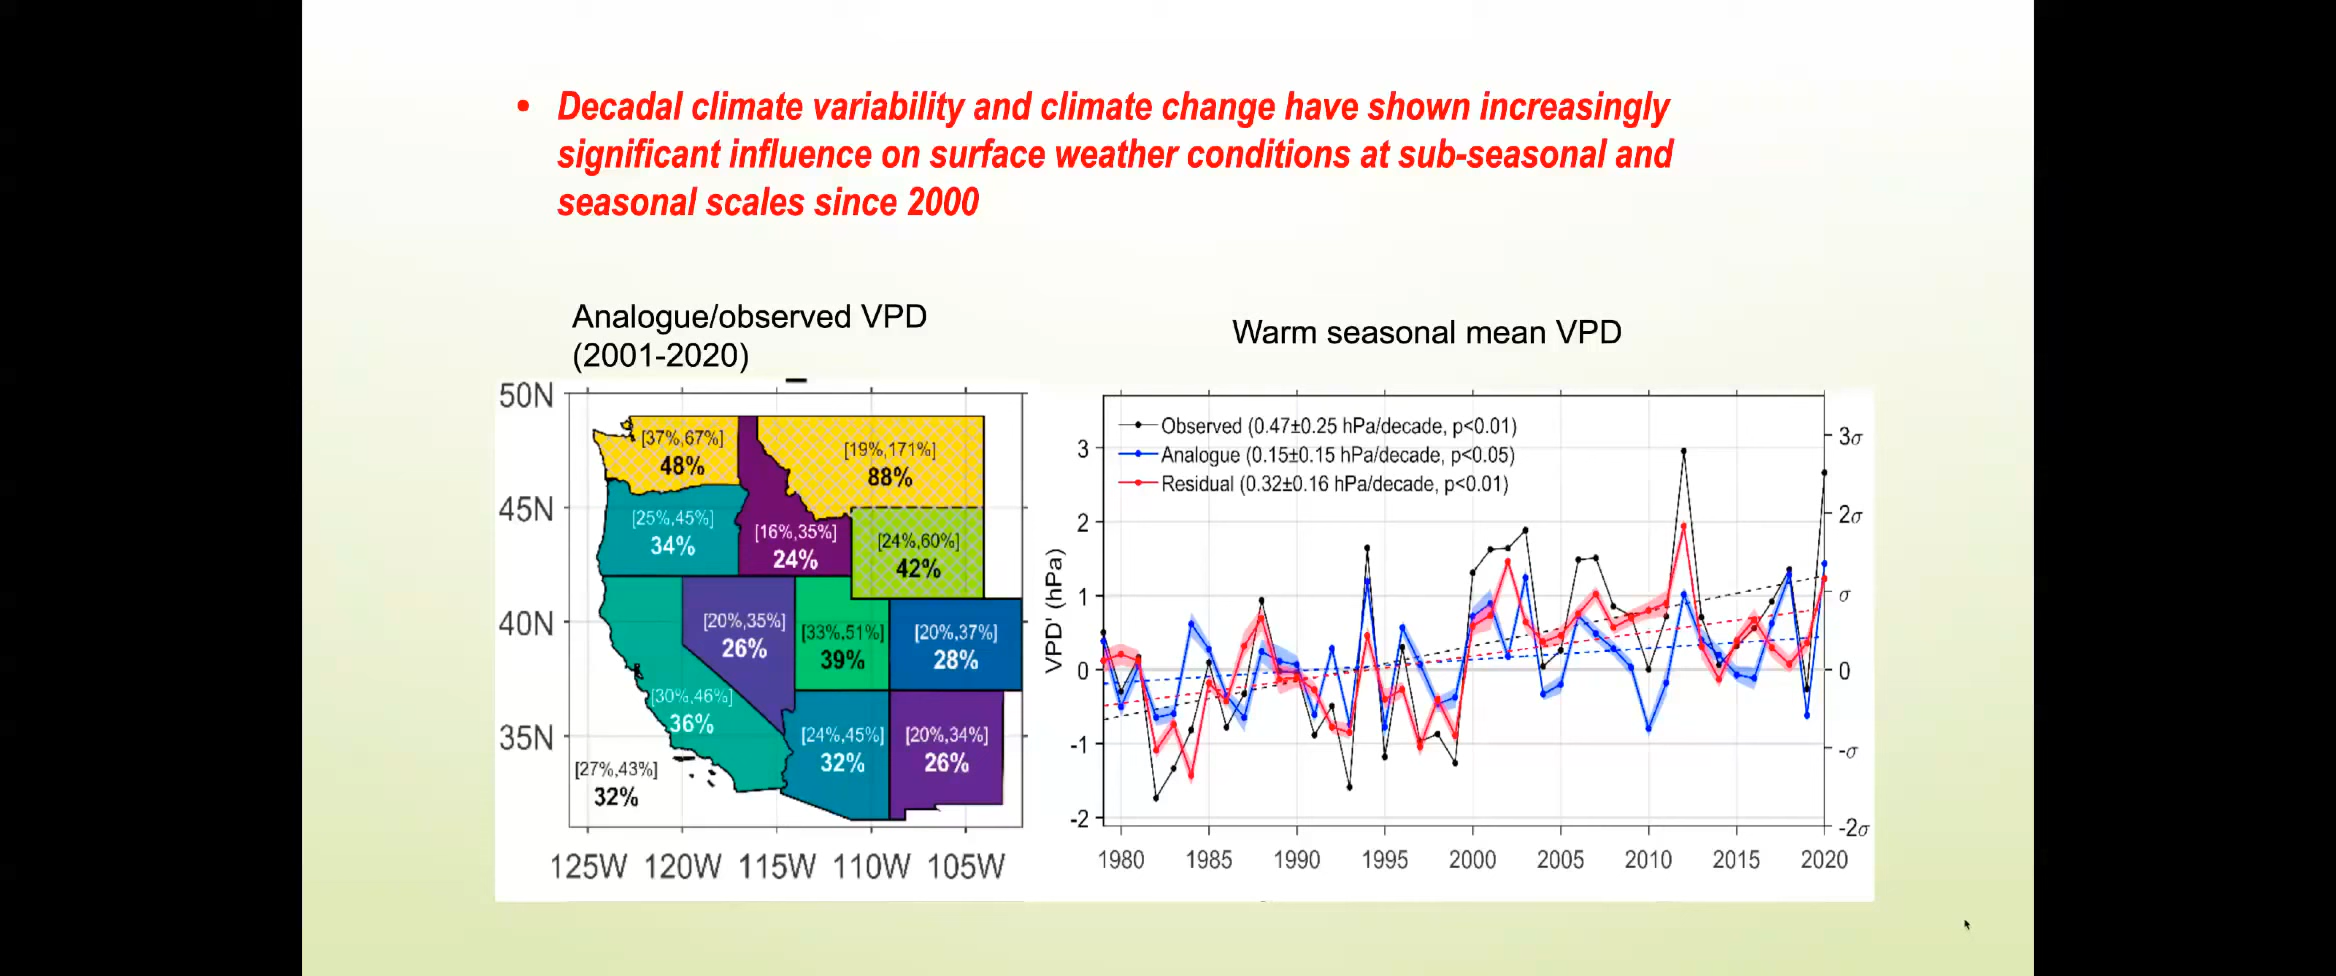 • Decadal climate variability and climate change have shown increasingly
significant influence on surface weather conditions at sub-seasonal and
seasonal scales since 2000
Analogue/observed VPD
(2001-2020)
50N
45N
40N
35N
125W 120W 115W 110W 105W
[37%,67%]
48%
[19%,171%]
88%
[25%,45%]
34%
[16%,35%]
24%
[24%,60%]
42%
[20%,35%]
26%
[33%,51%]
39%
[20%,37%]
28%
[30%,46%]
36%
[24%,45%]
32%
[20%,34%]
26%
[27%,43%]
32%
Warm seasonal mean VPD
Observed (0.47±0.25 hPa/decade, p<0.01)
Analogue (0.15±0.15 hPa/decade, p<0.05)
Residual (0.32±0.16 hPa/decade, p<0.01)
VPD' (hPa)
3
2
1
0
-1
-2
3σ
2σ
σ
0
-σ
-2σ
1980 1985 1990 1995 2000 2005 2010 2015 2020